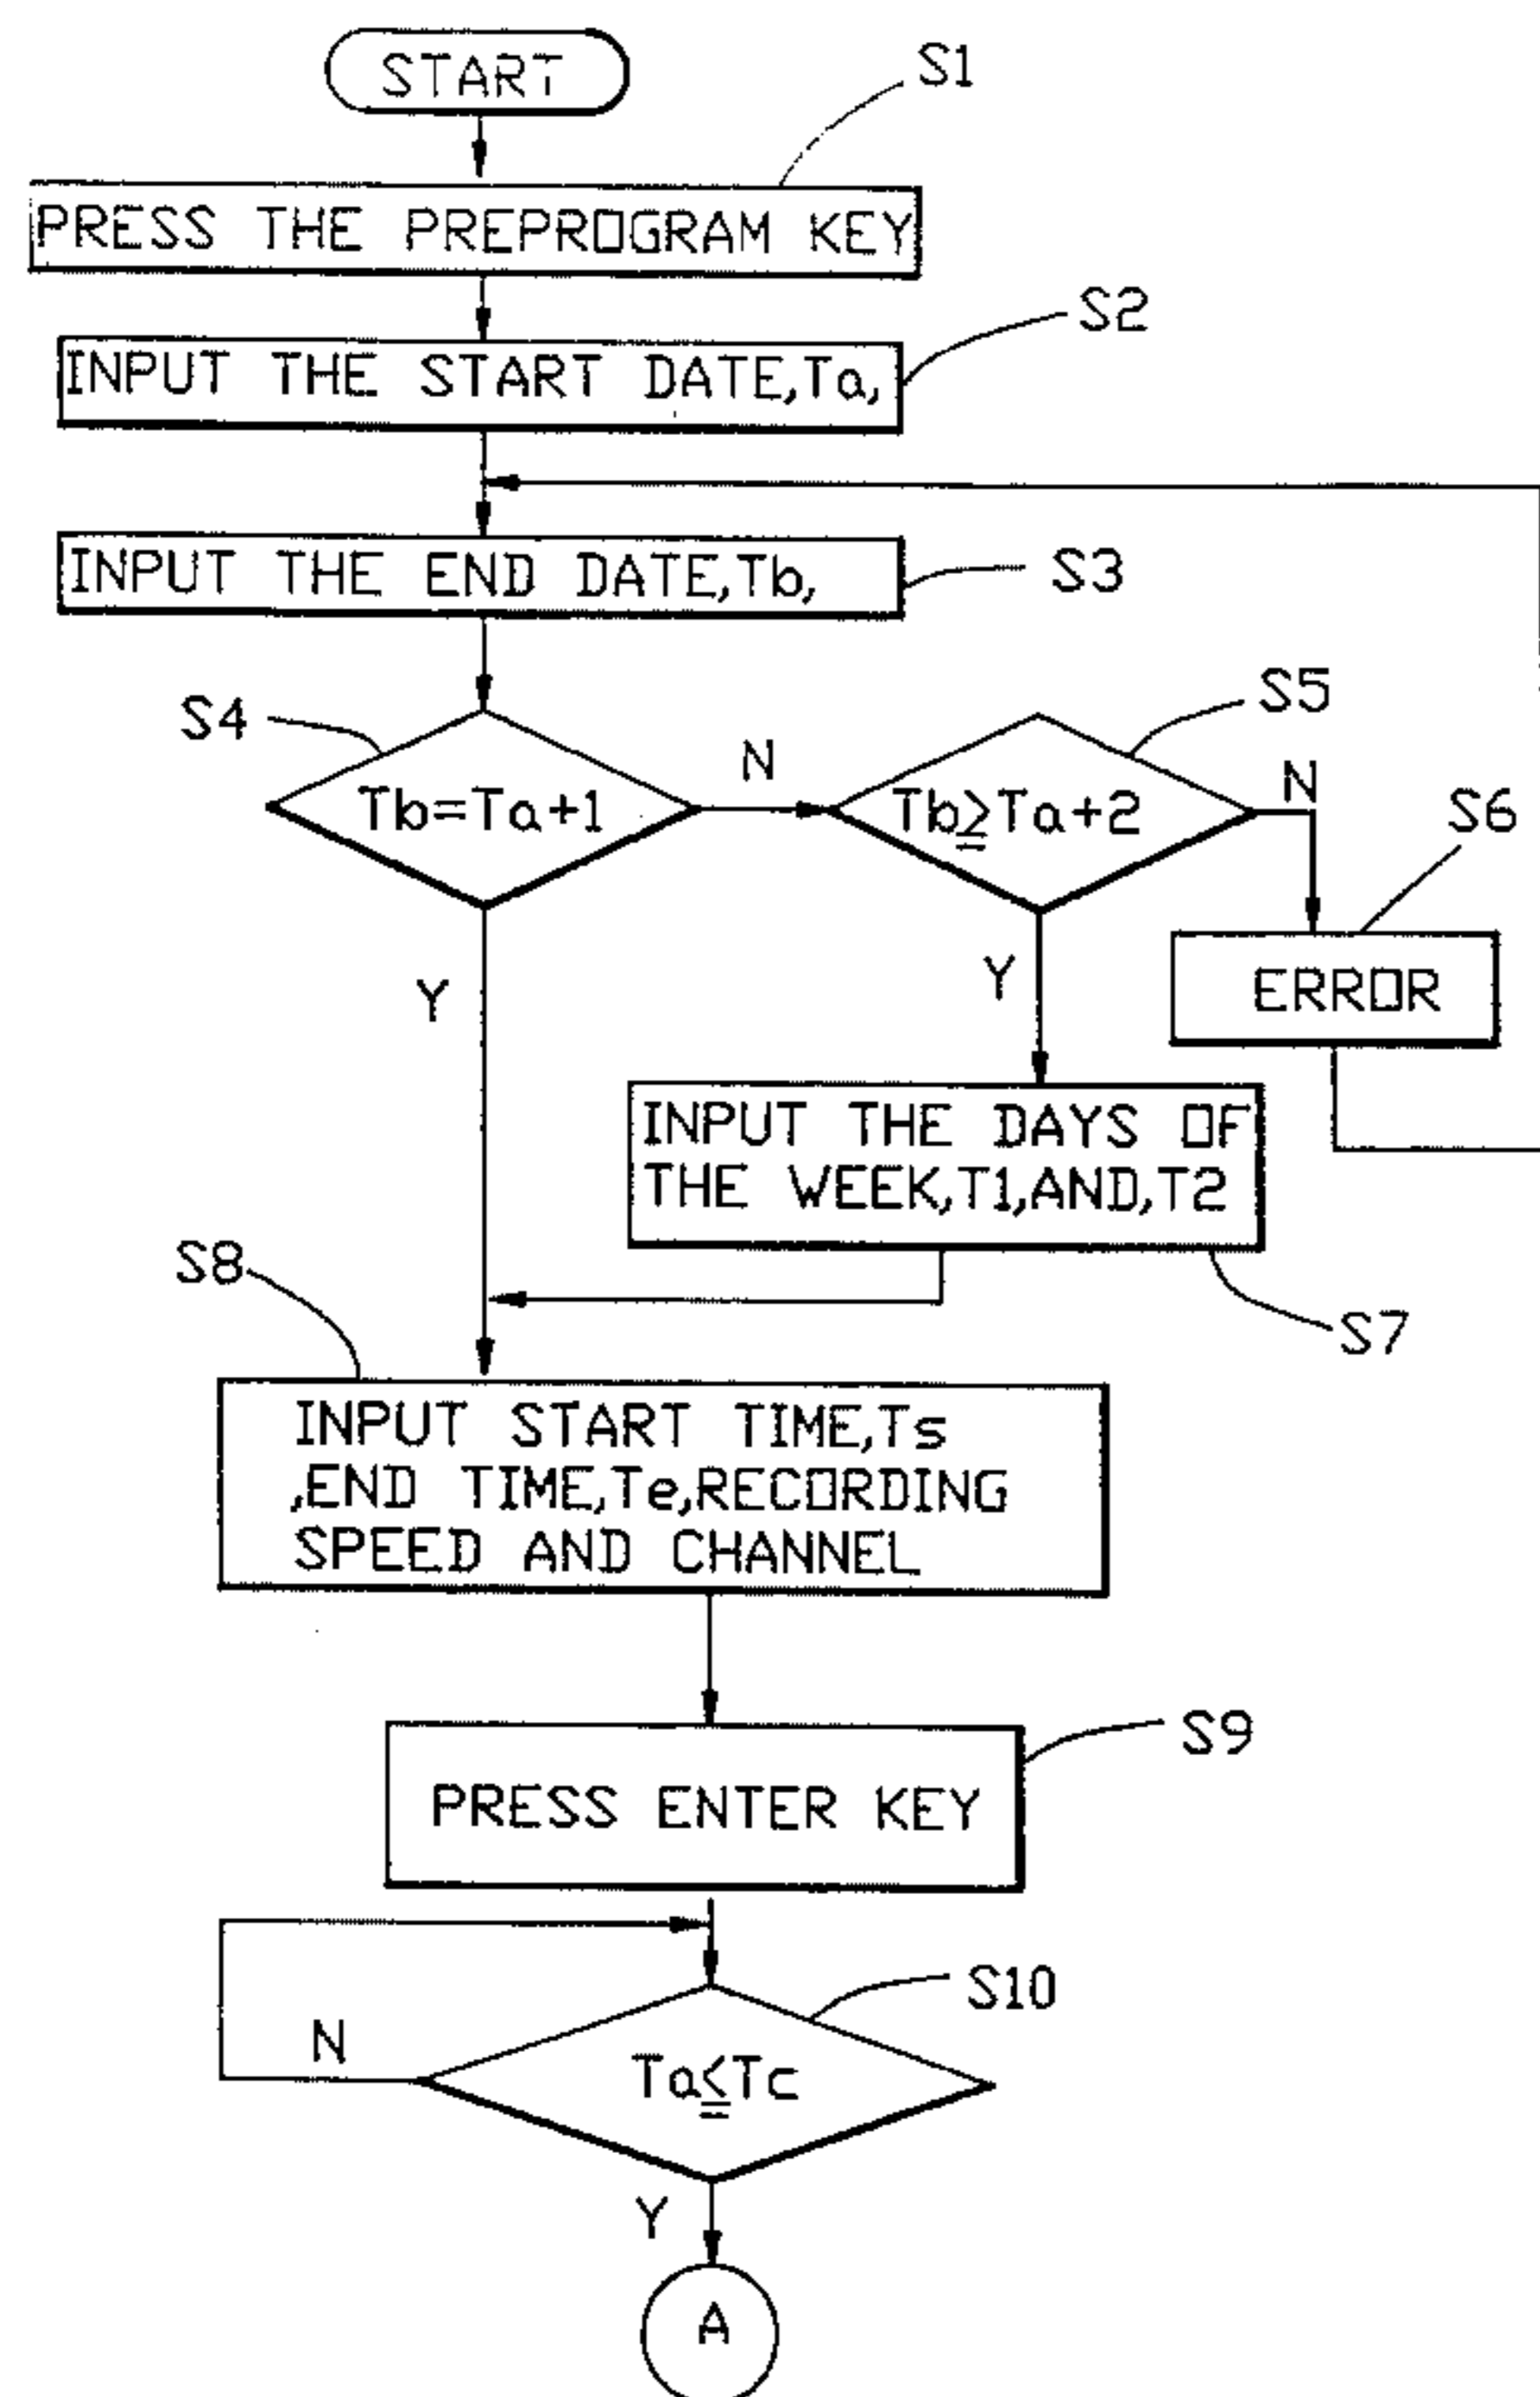 START
S1
PRESS THE PREPROGRAM KEY
S2
INPUT THE START DATE,Ta,
INPUT THE END DATE,Tb,
S3
S4
Tb=Ta+1
N
S5
Tb≧Ta+2
N
S6
ERROR
Y
Y
INPUT THE DAYS OF
THE WEEK,T1,AND,T2
S7
S8
INPUT START TIME,Ts
,END TIME,Te,RECORDING
SPEED AND CHANNEL
S9
PRESS ENTER KEY
S10
N
Ta≦Tc
Y
A